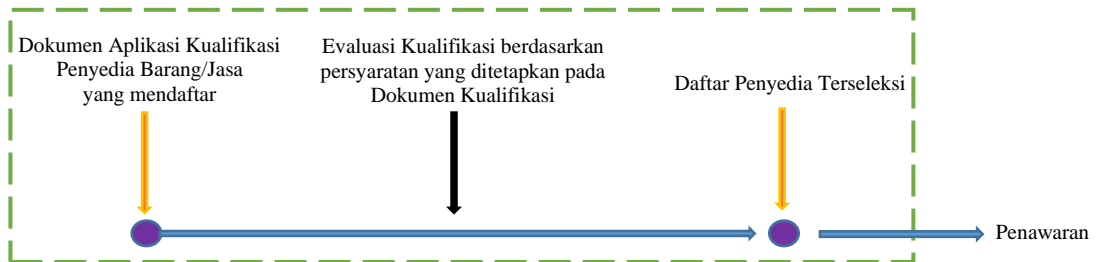 Dokumen Aplikasi Kualifikasi
Penyedia Barang/Jasa
yang mendaftar
Evaluasi Kualifikasi berdasarkan
persyaratan yang ditetapkan pada
Dokumen Kualifikasi
Daftar Penyedia Terseleksi
Penawaran